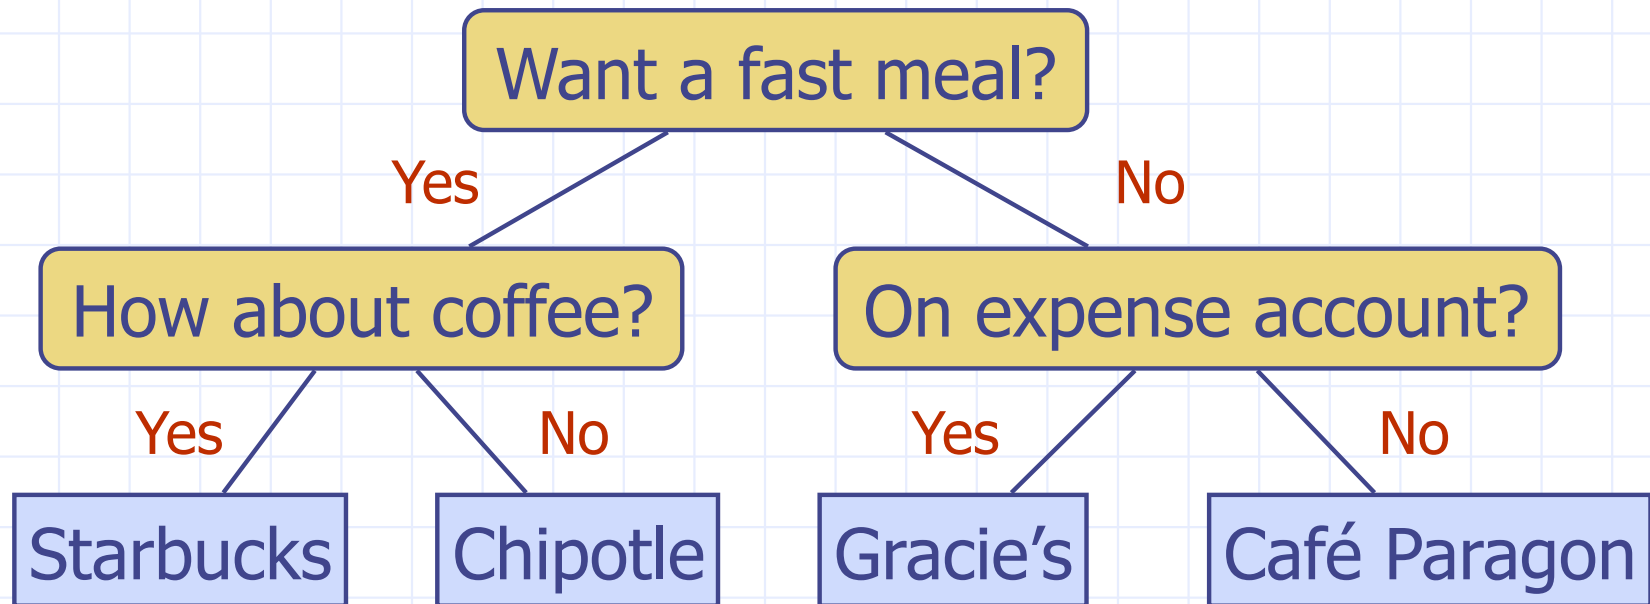 Want a fast meal?
Yes
No
How about coffee?
On expense account?
Yes
No
Yes
No
Starbucks
Chipotle
Gracie’s
Café Paragon